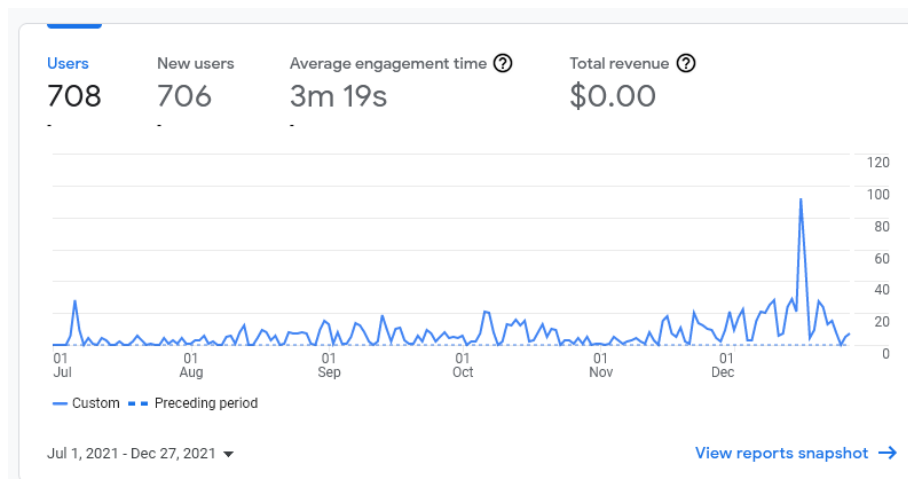 Users New users Average engagement time ? Total revenue ?
708 706 3m 19s $0.00
- - -
120
100
80
60
40
20
0
01 01 01 01 01 01
Jul Aug Sep Oct Nov Dec
Custom Preceding period
Jul 1, 2021 - Dec 27, 2021 View reports snapshot